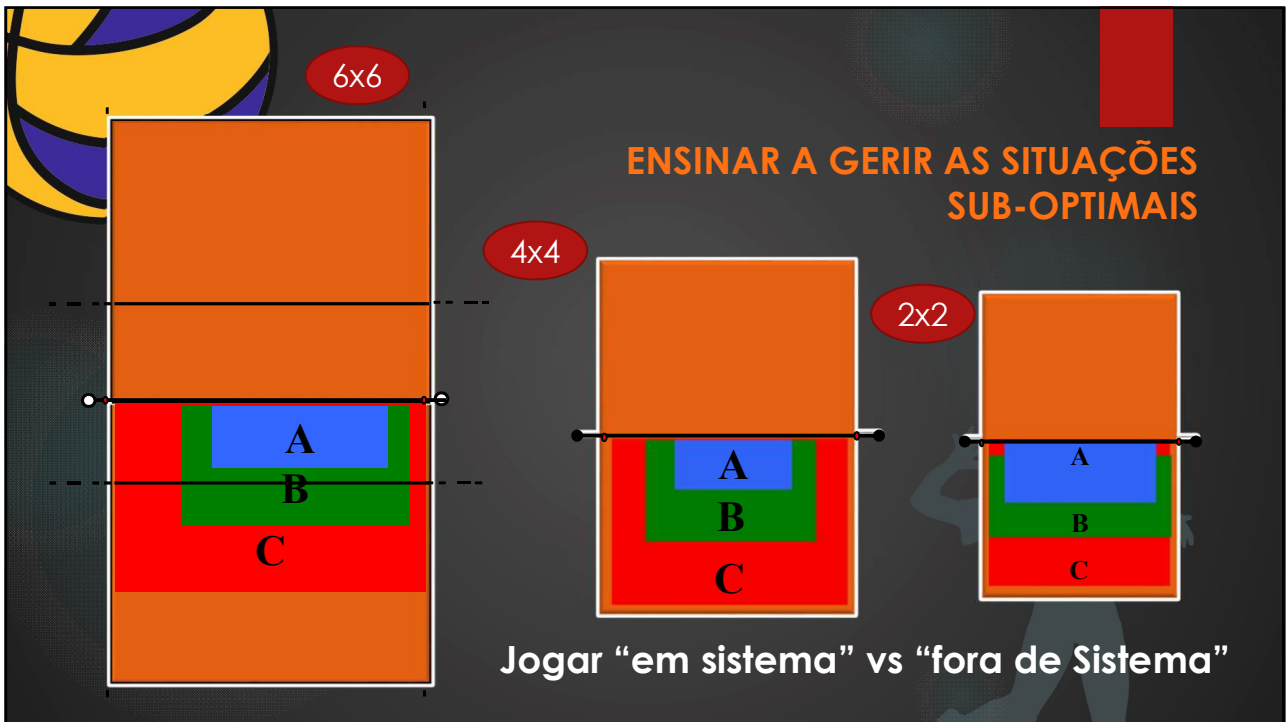 6x6
ENSINAR A GERIR AS SITUAÇÕES
SUB-OPTIMAIS
4x4
2x2
A
B
C
A
B
C
A
B
C
Jogar “em sistema” vs “fora de Sistema”